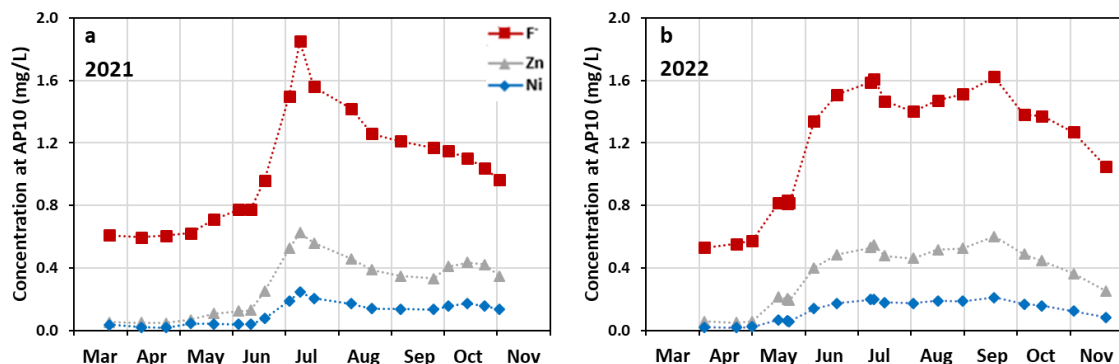 Concentration at AP10 (mg/L)
2.0
1.6
1.2
0.8
0.4
0.0
a
2021
F⁻
Zn
Ni
Mar Apr May Jun Jul Aug Sep Oct Nov
Concentration at AP10 (mg/L)
2.0
1.6
1.2
0.8
0.4
0.0
b
2022
Mar Apr May Jun Jul Aug Sep Oct Nov